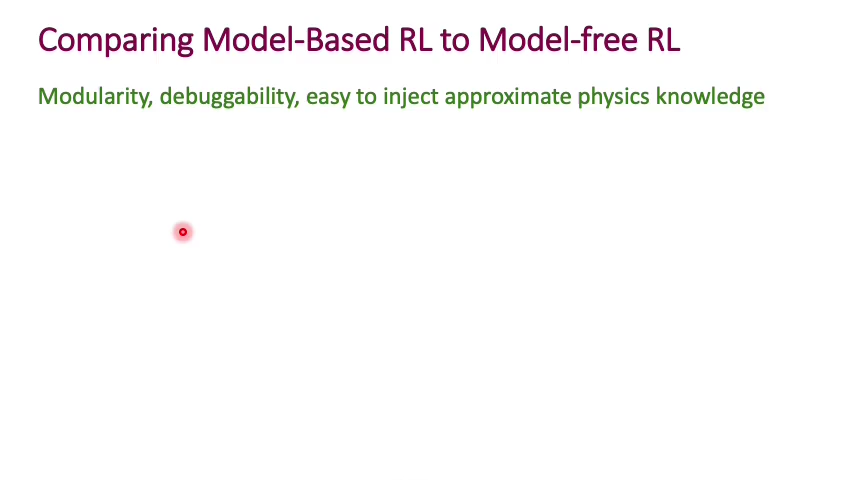 Comparing Model-Based RL to Model-free RL
Modularity, debuggability, easy to inject approximate physics knowledge